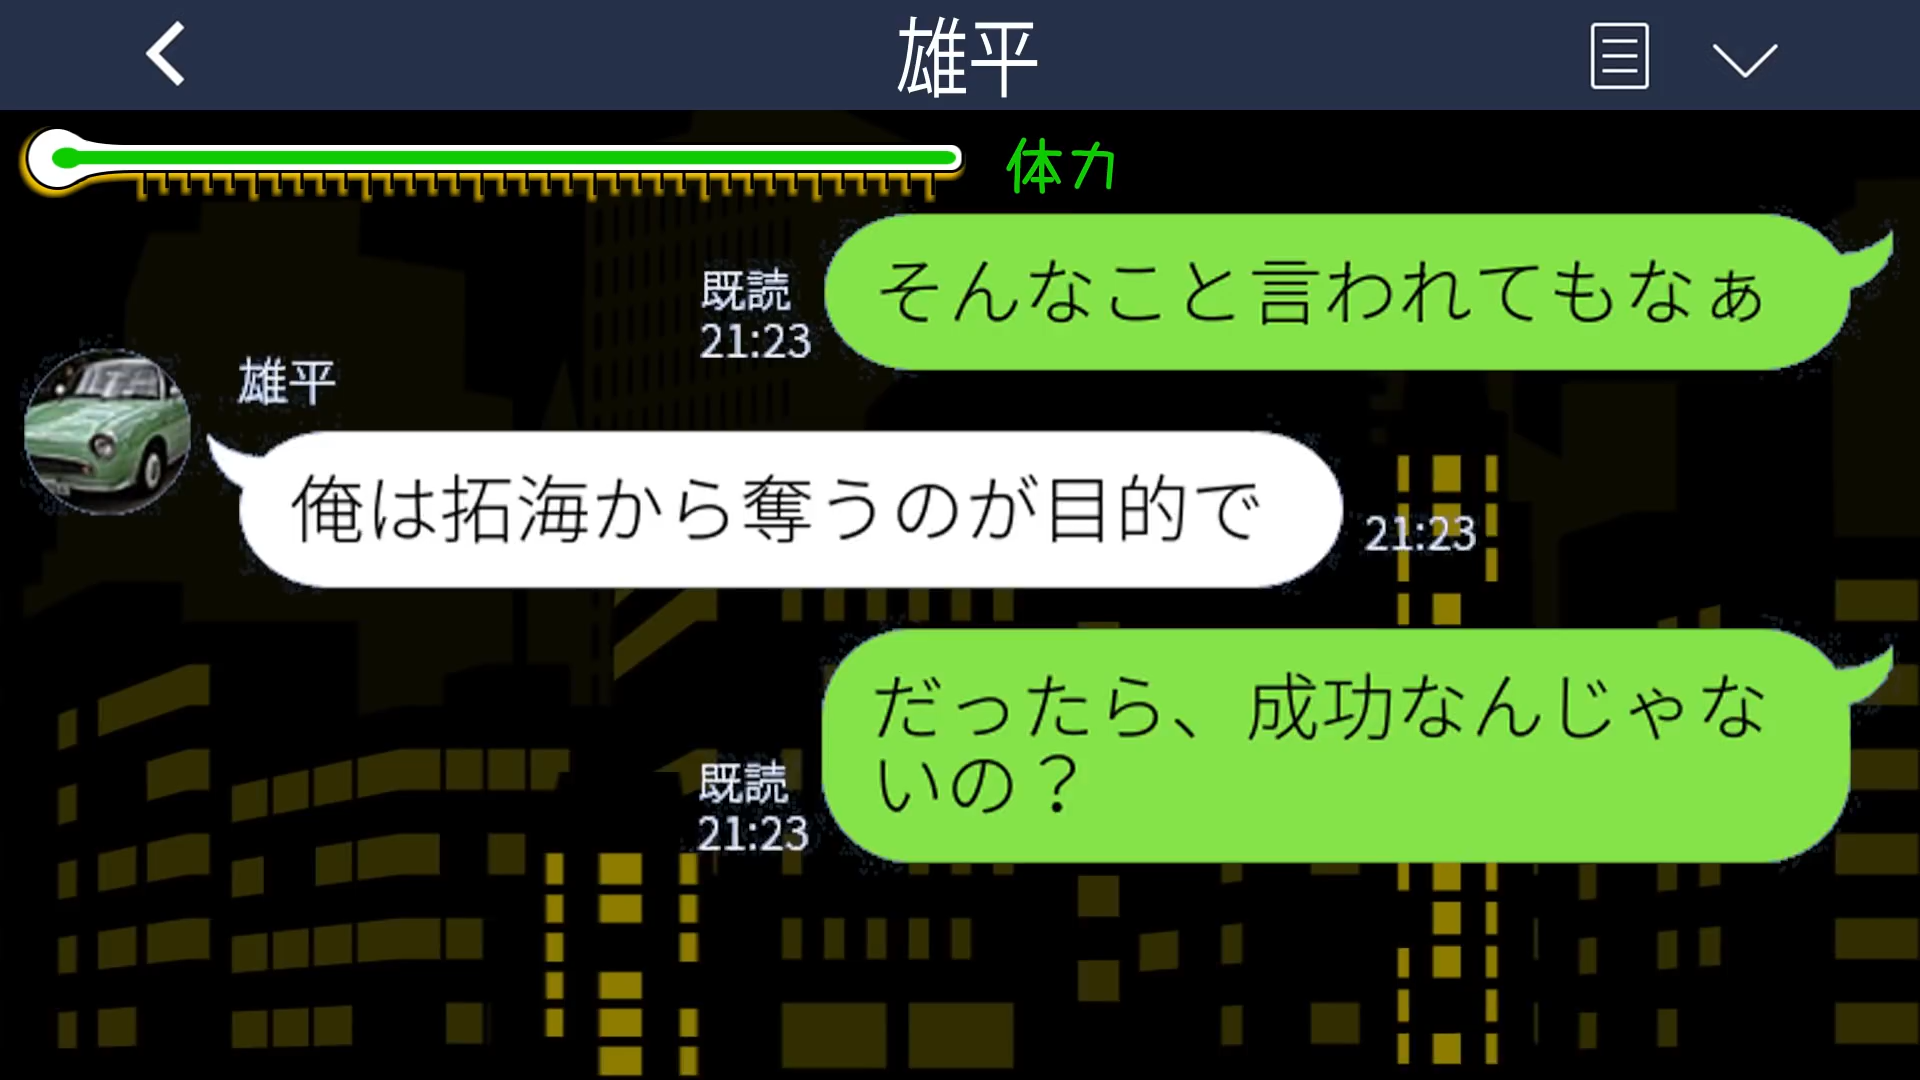 雄平
体力
そんなこと言われてもなぁ
既読
21:23
雄平
俺は拓海から奪うのが目的で
21:23
だったら、成功なんじゃな
いの？
既読
21:23